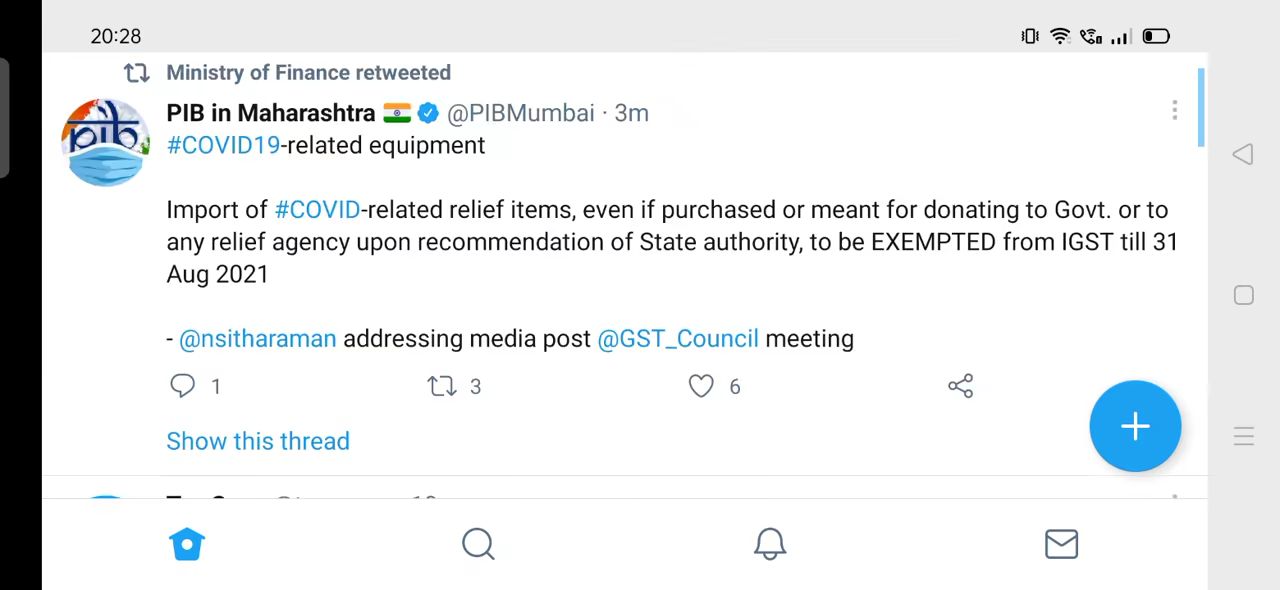 20:28
Ministry of Finance retweeted
PIB in Maharashtra 🇮🇳 @PIBMumbai · 3m
#COVID19-related equipment
Import of #COVID-related relief items, even if purchased or meant for donating to Govt. or to
any relief agency upon recommendation of State authority, to be EXEMPTED from IGST till 31
Aug 2021
- @nsitharaman addressing media post @GST_Council meeting
1 3 6
Show this thread